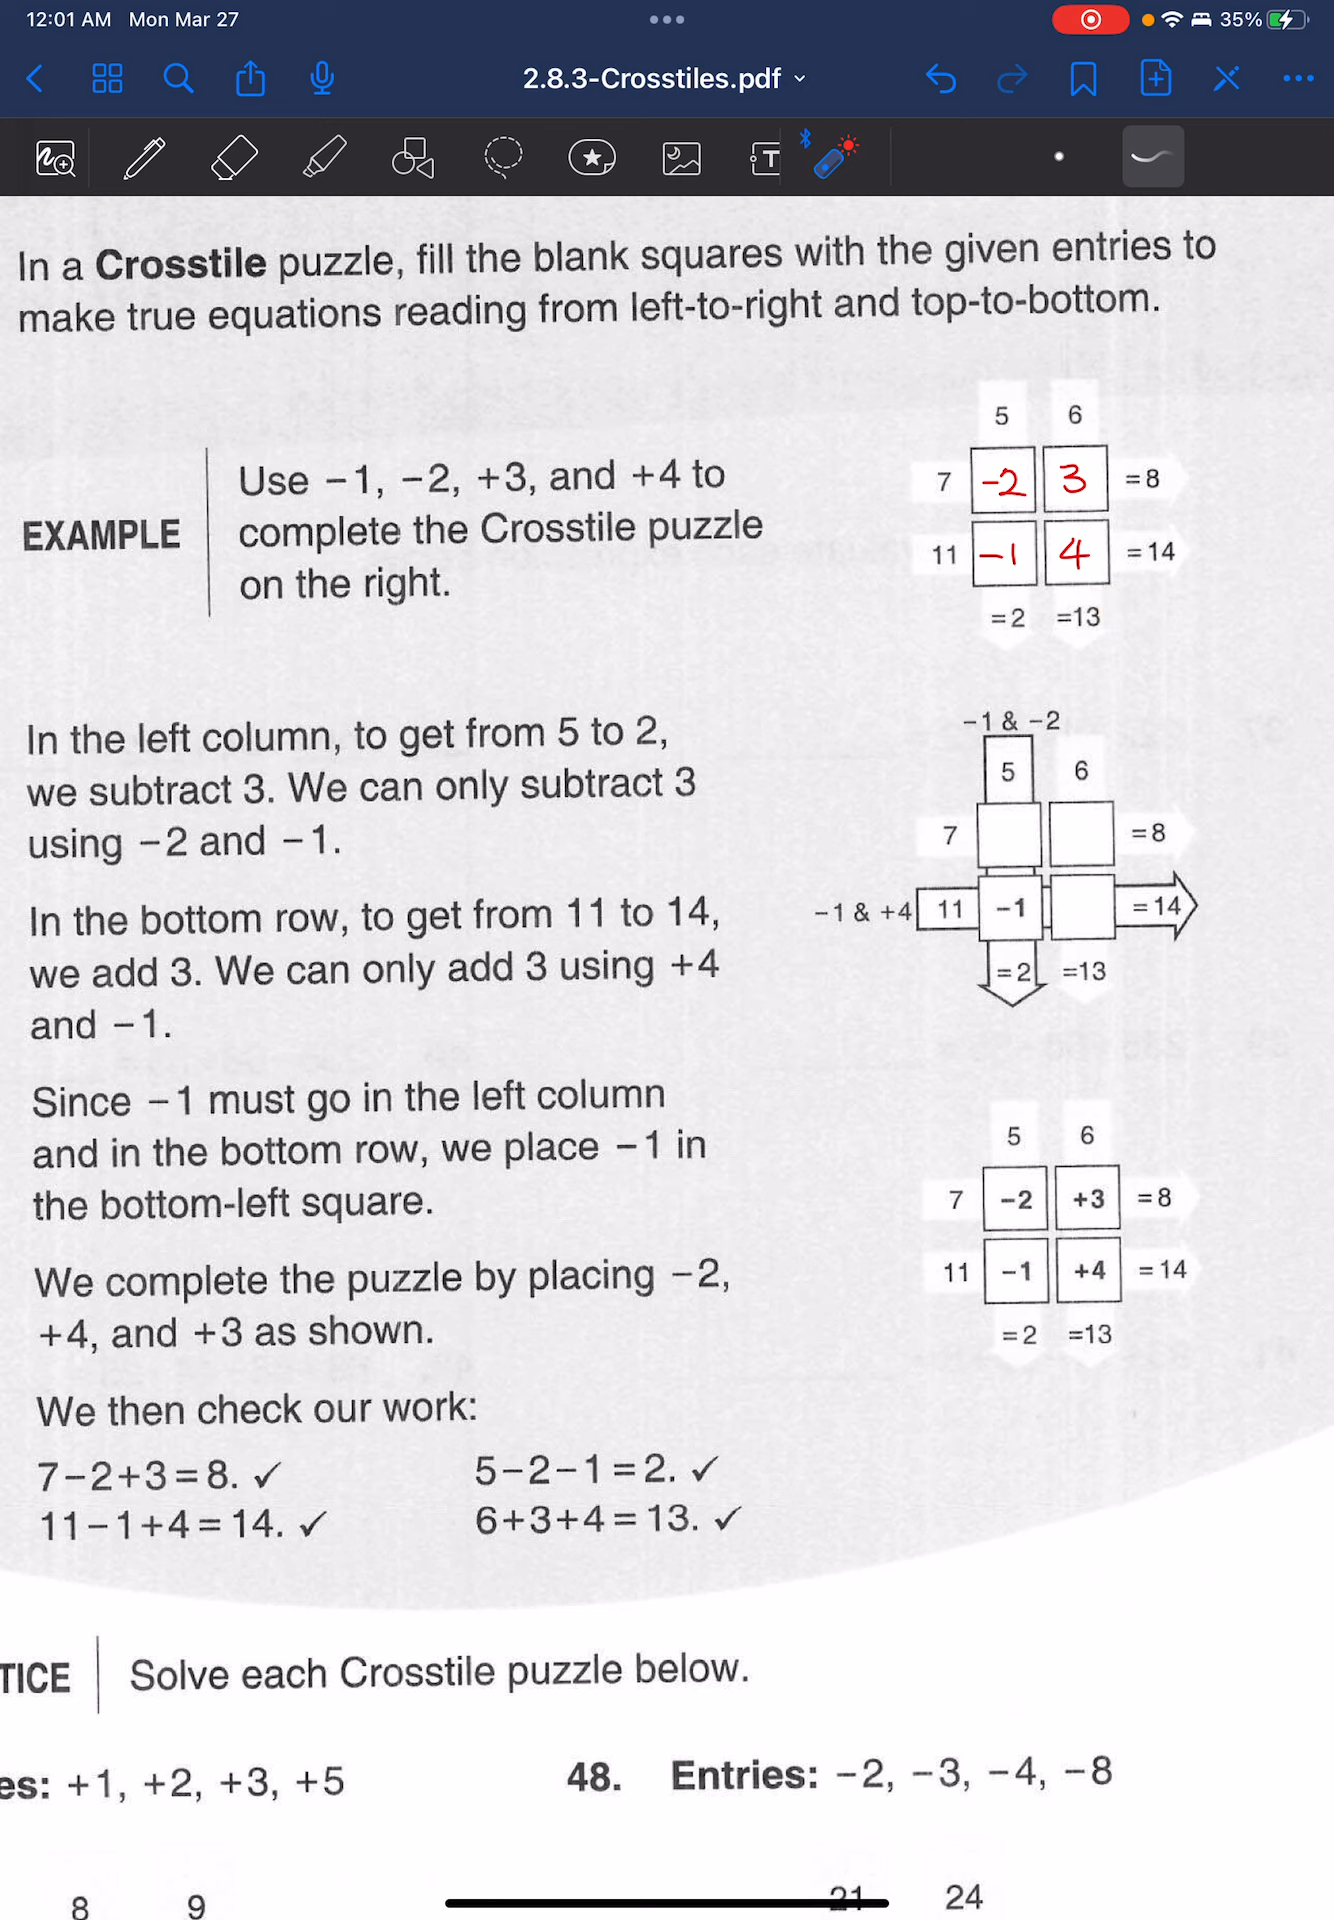 12:01 AM Mon Mar 27
35%
2.8.3-Crosstiles.pdf
In a Crosstile puzzle, fill the blank squares with the given entries to
make true equations reading from left-to-right and top-to-bottom.
5 6
7 -2 3 =8
11 -1 4 =14
=2 =13
EXAMPLE
Use −1, −2, +3, and +4 to
complete the Crosstile puzzle
on the right.
In the left column, to get from 5 to 2,
we subtract 3. We can only subtract 3
using −2 and −1.
In the bottom row, to get from 11 to 14,
we add 3. We can only add 3 using +4
and −1.
−1 & −2
5 6
7 =8
−1 & +4 11 −1 =14
=2 =13
Since −1 must go in the left column
and in the bottom row, we place −1 in
the bottom-left square.
We complete the puzzle by placing −2,
+4, and +3 as shown.
5 6
7 −2 +3 =8
11 −1 +4 =14
=2 =13
We then check our work:
7−2+3=8. ✓ 5−2−1=2. ✓
11−1+4=14. ✓ 6+3+4=13. ✓
TICE
Solve each Crosstile puzzle below.
es: +1, +2, +3, +5
48. Entries: −2, −3, −4, −8
8 9
21 24